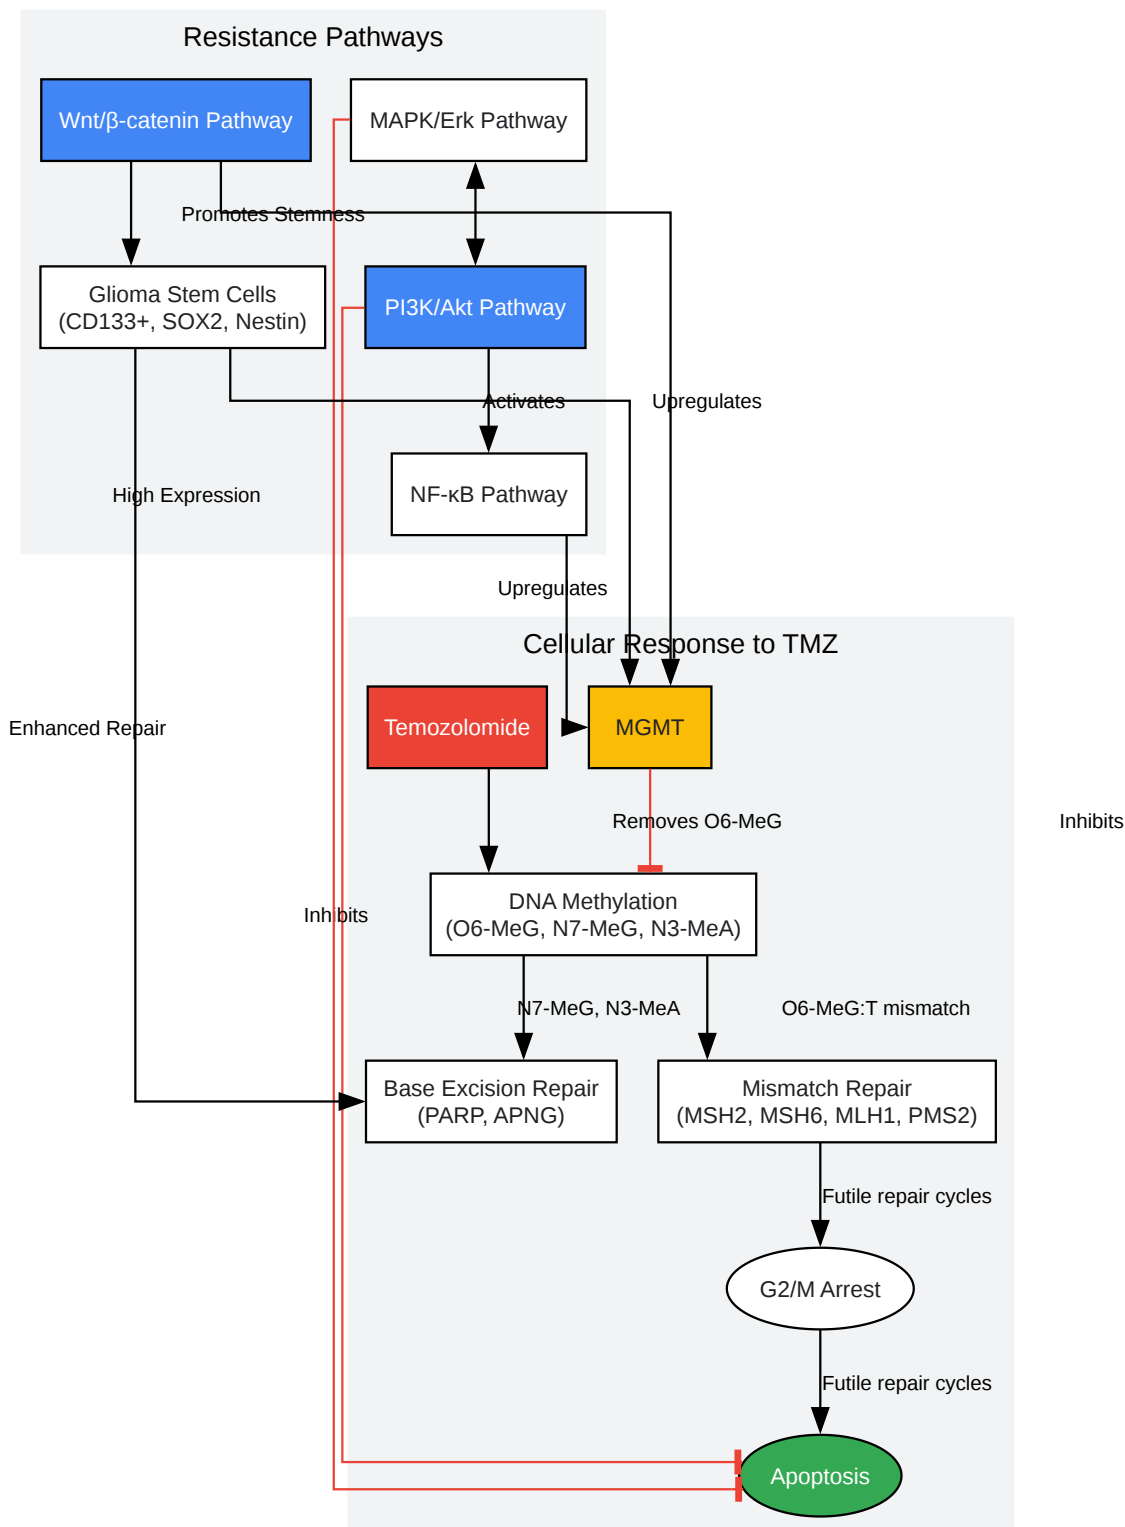 Resistance Pathways
Wnt/β-catenin Pathway
MAPK/Erk Pathway
Promotes Stemness
Glioma Stem Cells
(CD133+, SOX2, Nestin)
PI3K/Akt Pathway
Activates
Upregulates
High Expression
NF-κB Pathway
Upregulates
Cellular Response to TMZ
Enhanced Repair
Temozolomide
MGMT
Removes O6-MeG
Inhibits
Inhibits
DNA Methylation
(O6-MeG, N7-MeG, N3-MeA)
N7-MeG, N3-MeA
O6-MeG:T mismatch
Base Excision Repair
(PARP, APNG)
Mismatch Repair
(MSH2, MSH6, MLH1, PMS2)
Futile repair cycles
G2/M Arrest
Futile repair cycles
Apoptosis